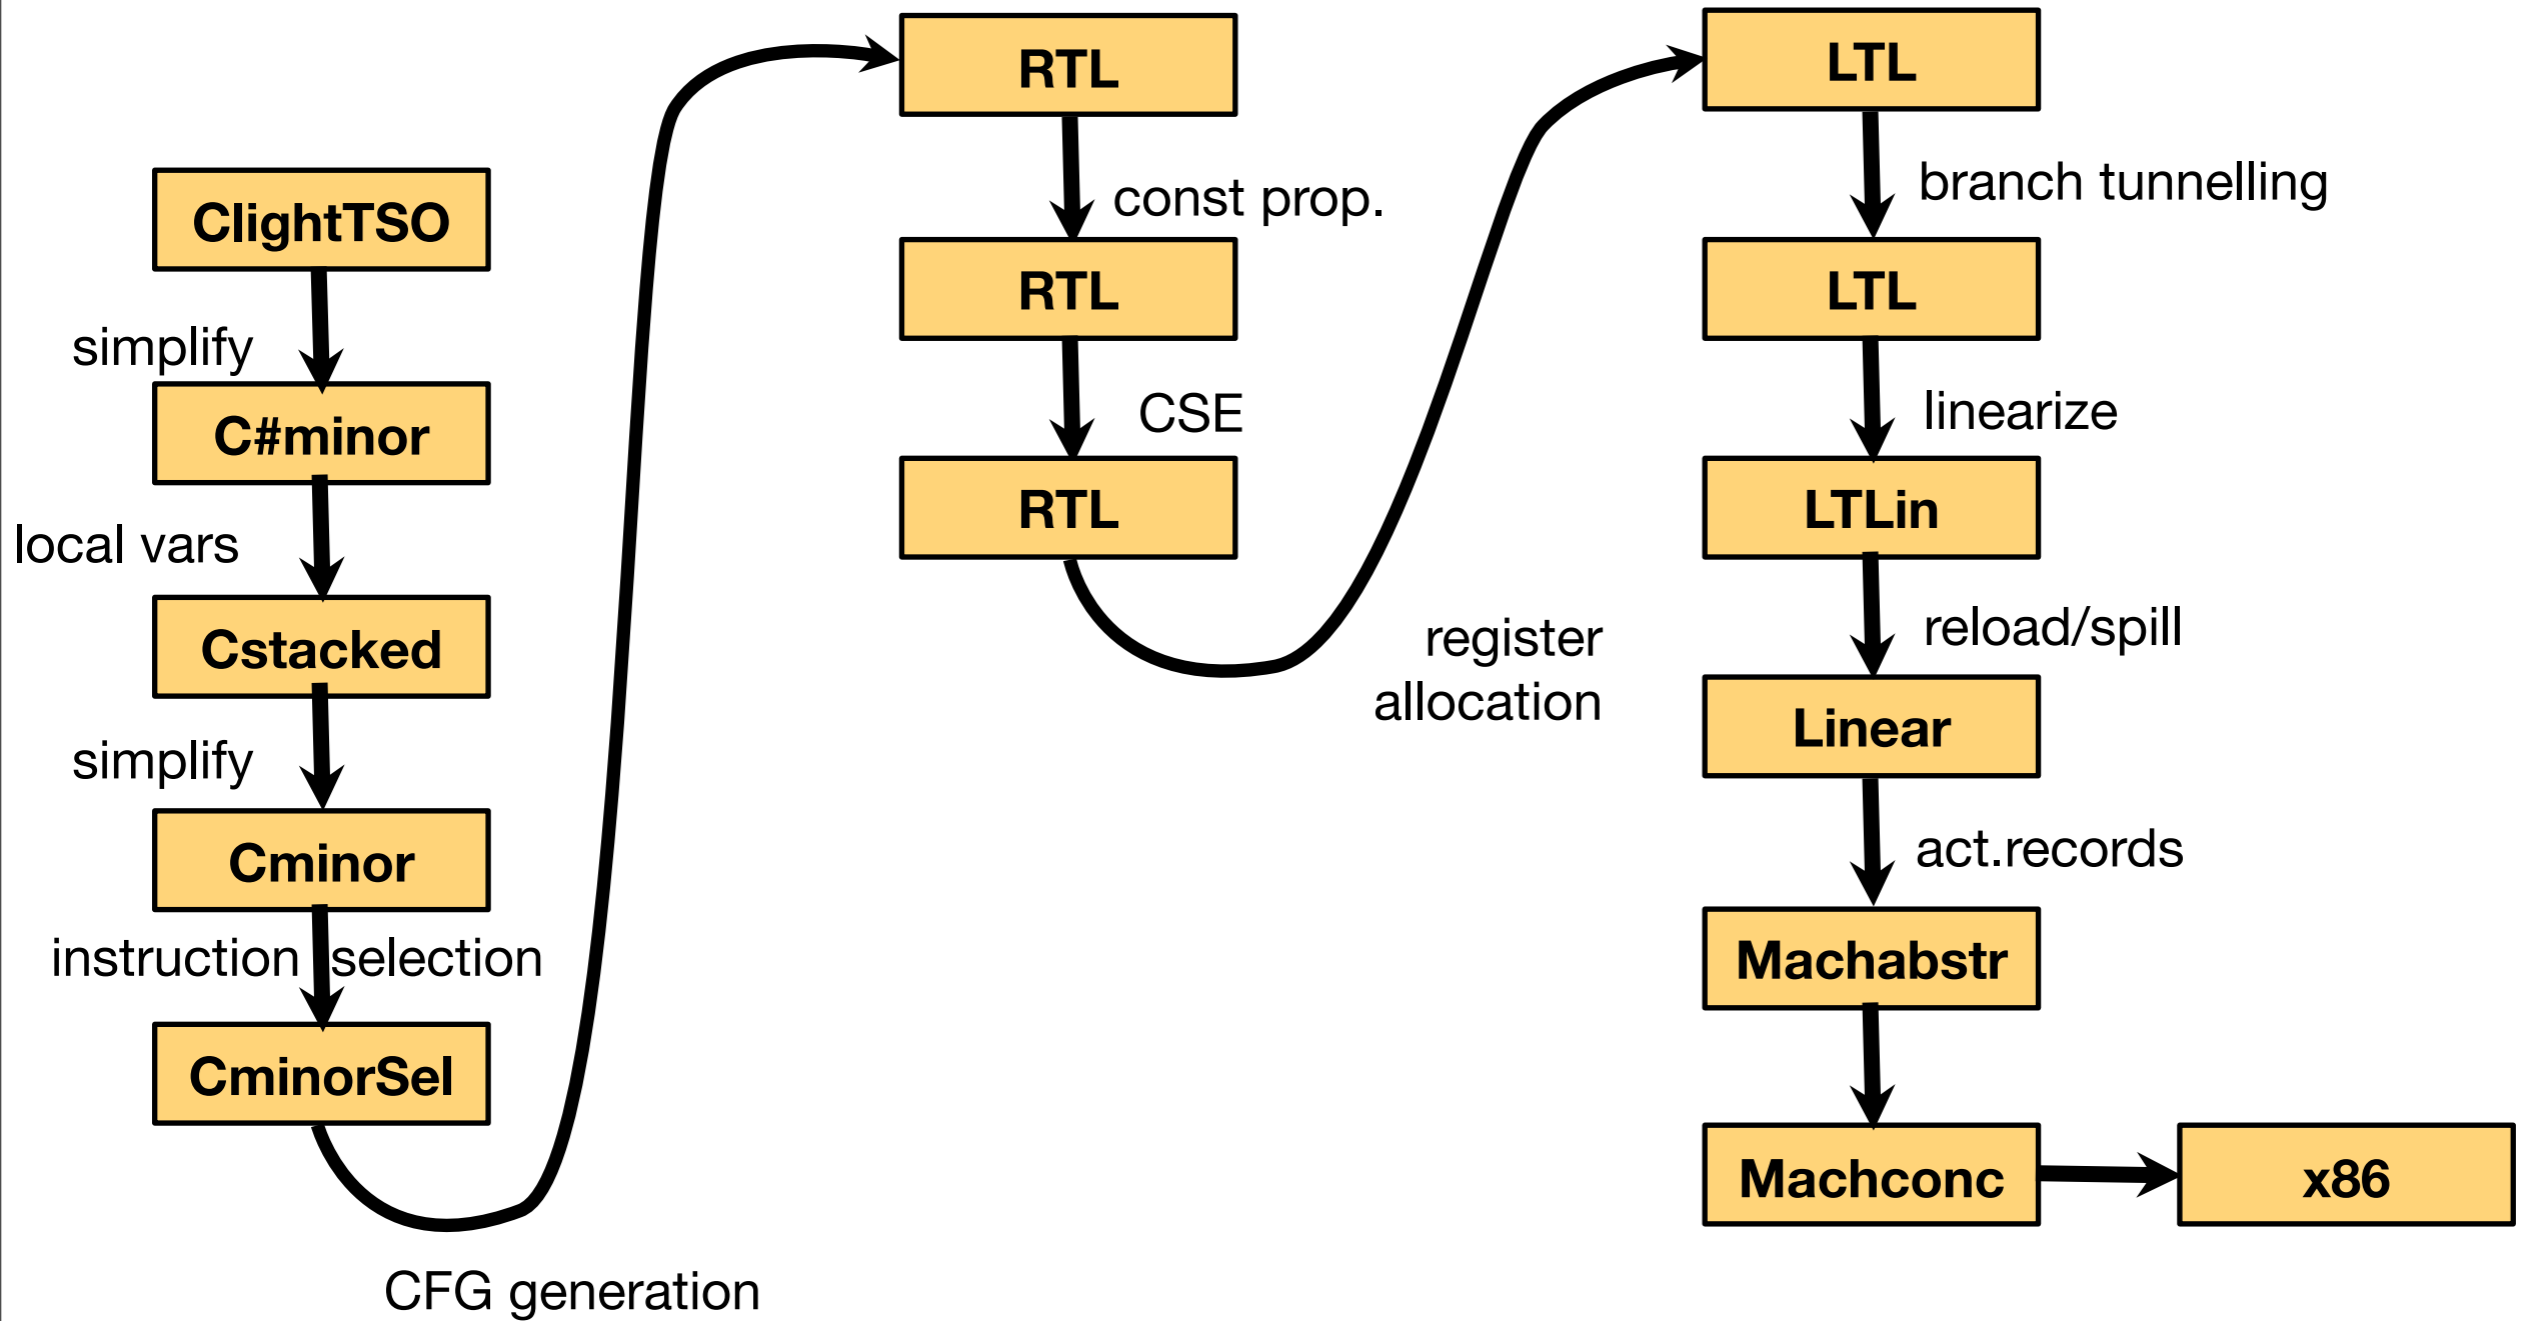 ClightTSO
simplify
C#minor
local vars
Cstacked
simplify
Cminor
instruction selection
CminorSel
CFG generation
RTL
const prop.
RTL
CSE
RTL
register
allocation
LTL
branch tunnelling
LTL
linearize
LTLin
reload/spill
Linear
act.records
Machabstr
Machconc
x86